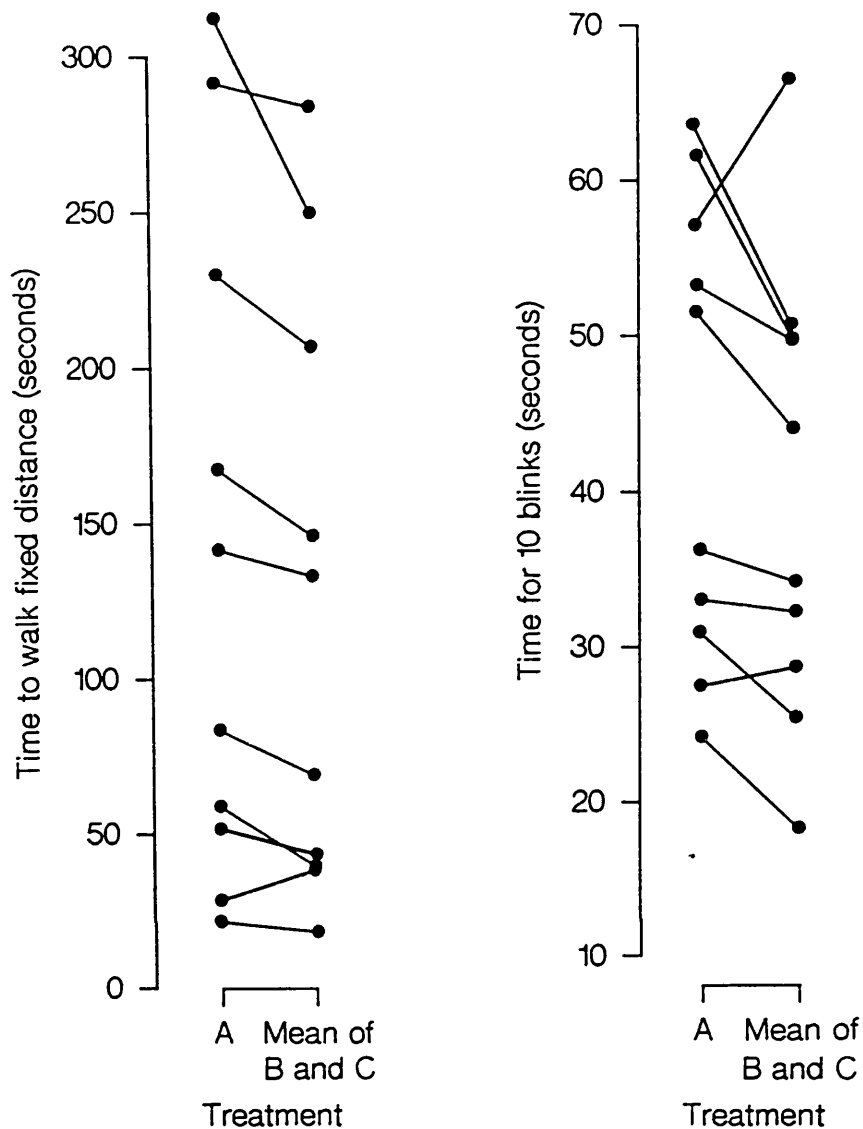 Time to walk fixed distance (seconds)
300
250
200
150
100
50
0
A
Mean of
B and C
Treatment
Time for 10 blinks (seconds)
70
60
50
40
30
20
10
A
Mean of
B and C
Treatment